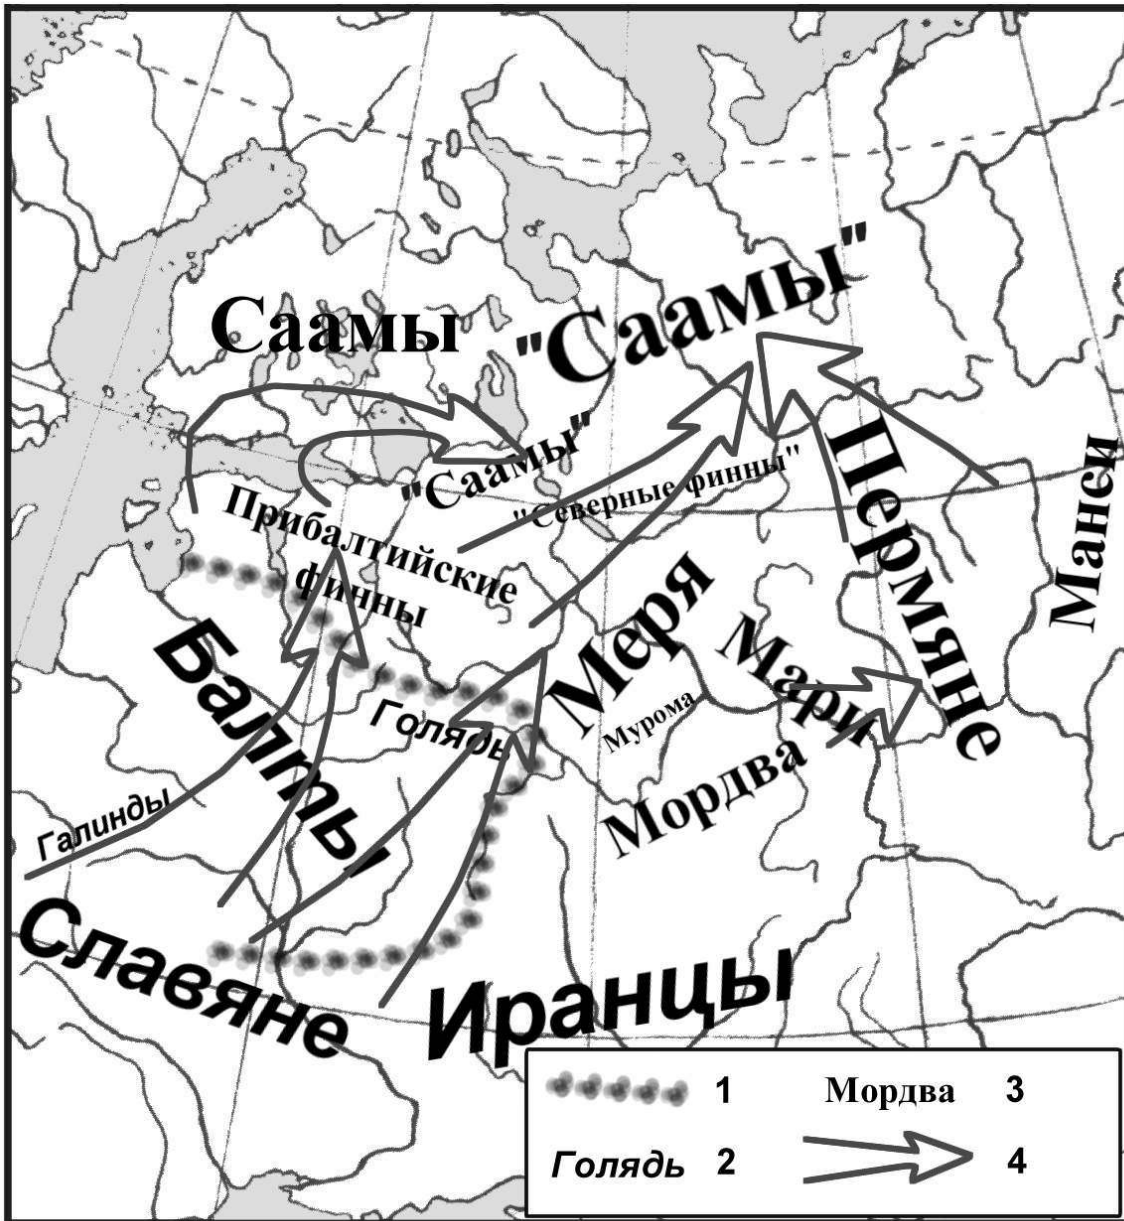 "Саамы"
Саамы
"Саамы"
"Северные финны"
Прибалтийские
финны
Пермяне
Манси
Меря
Мари
Мурома
Мордва
Балты
Голядь
Галинды
Славяне
Иранцы
1
Мордва 3
Голядь 2
4